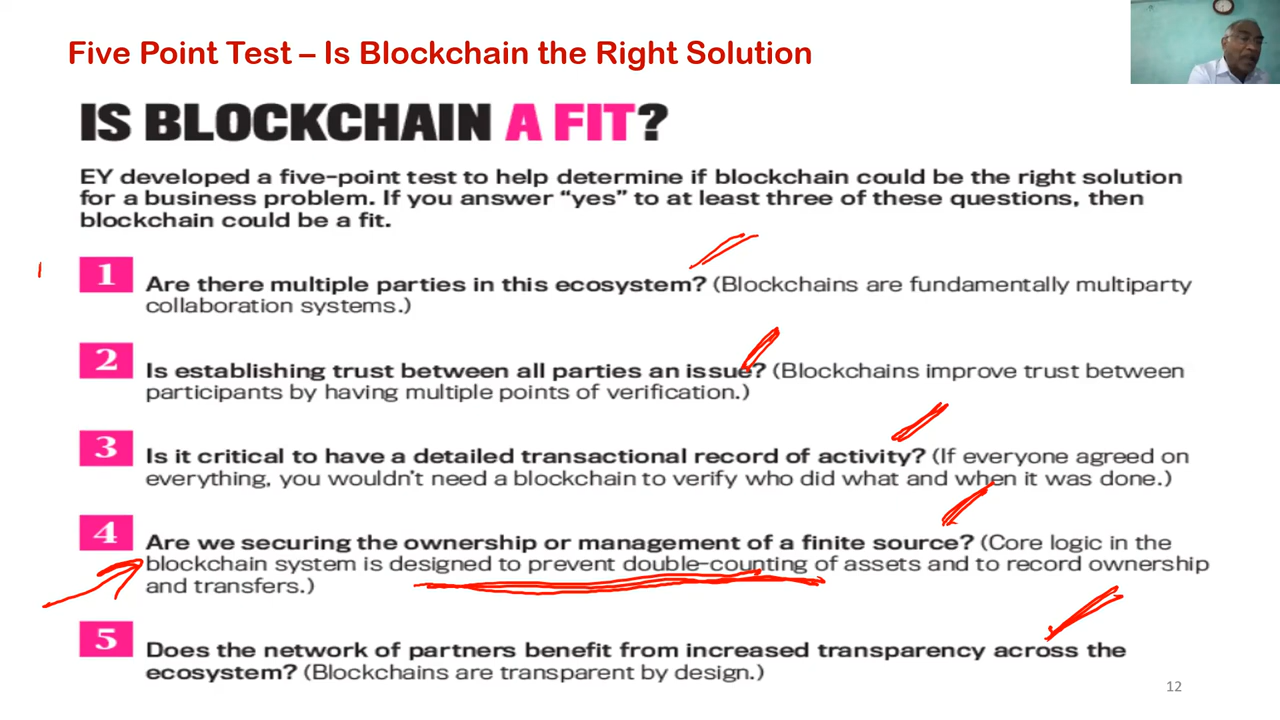 Five Point Test – Is Blockchain the Right Solution
IS BLOCKCHAIN A FIT?
EY developed a five-point test to help determine if blockchain could be the right solution
for a business problem. If you answer “yes” to at least three of these questions, then
blockchain could be a fit.
1
Are there multiple parties in this ecosystem? (Blockchains are fundamentally multiparty
collaboration systems.)
2
Is establishing trust between all parties an issue? (Blockchains improve trust between
participants by having multiple points of verification.)
3
Is it critical to have a detailed transactional record of activity? (If everyone agreed on
everything, you wouldn’t need a blockchain to verify who did what and when it was done.)
4
Are we securing the ownership or management of a finite source? (Core logic in the
blockchain system is designed to prevent double-counting of assets and to record ownership
and transfers.)
5
Does the network of partners benefit from increased transparency across the
ecosystem? (Blockchains are transparent by design.)
12